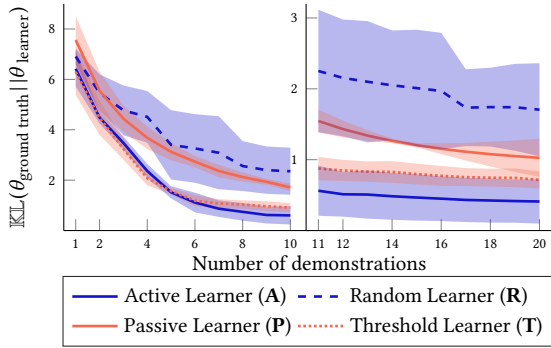 𝕂𝕃(θground truth||θlearner)
8
6
4
2
1 2 4 6 8 10
3
2
1
11 12 14 16 18 20
Number of demonstrations
Active Learner (A) Random Learner (R)
Passive Learner (P) Threshold Learner (T)